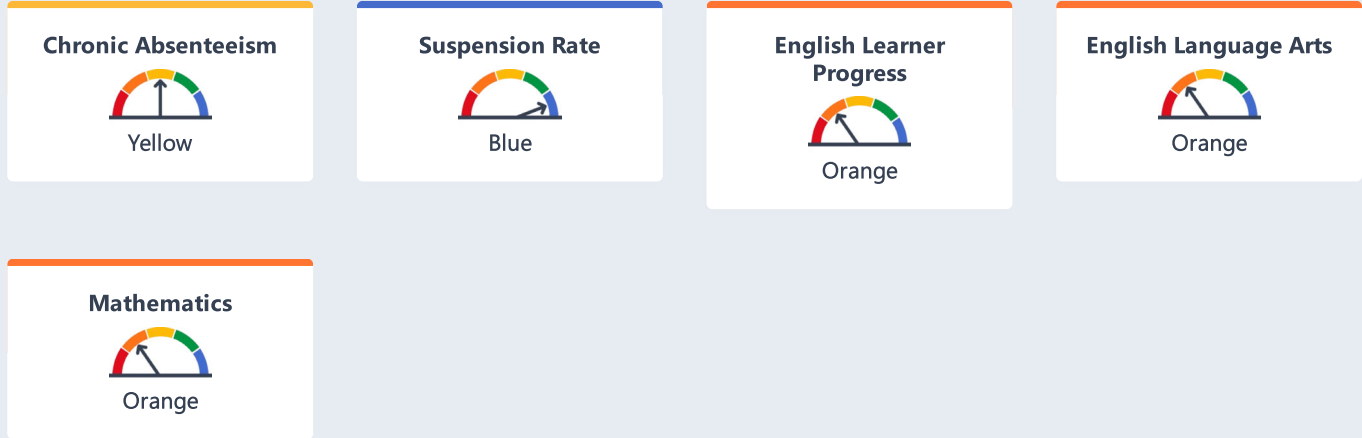 Chronic Absenteeism
Yellow
Suspension Rate
Blue
English Learner
Progress
Orange
English Language Arts
Orange
Mathematics
Orange